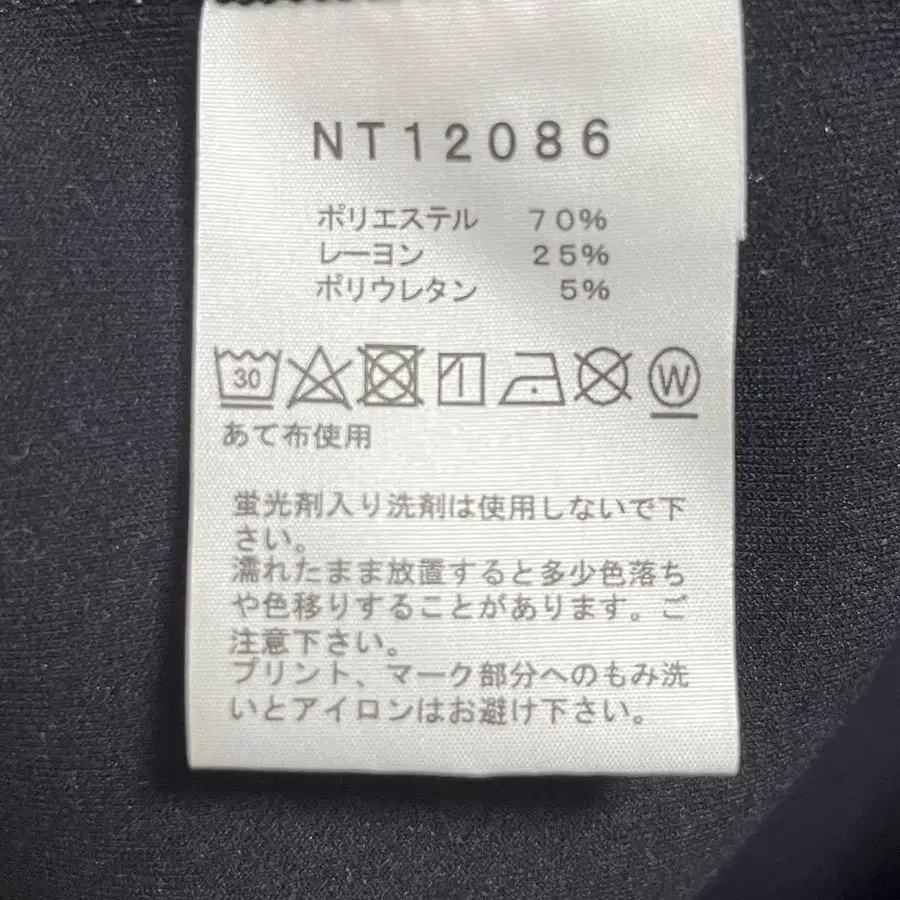 NT12086
ポリエステル 70%
レーヨン 25%
ポリウレタン 5%
30 W
あて布使用
蛍光剤入り洗剤は使用しないで下
さい。
濡れたまま放置すると多少色落ち
や色移りすることがあります。ご
注意下さい。
プリント、マーク部分へのもみ洗
いとアイロンはお避け下さい。